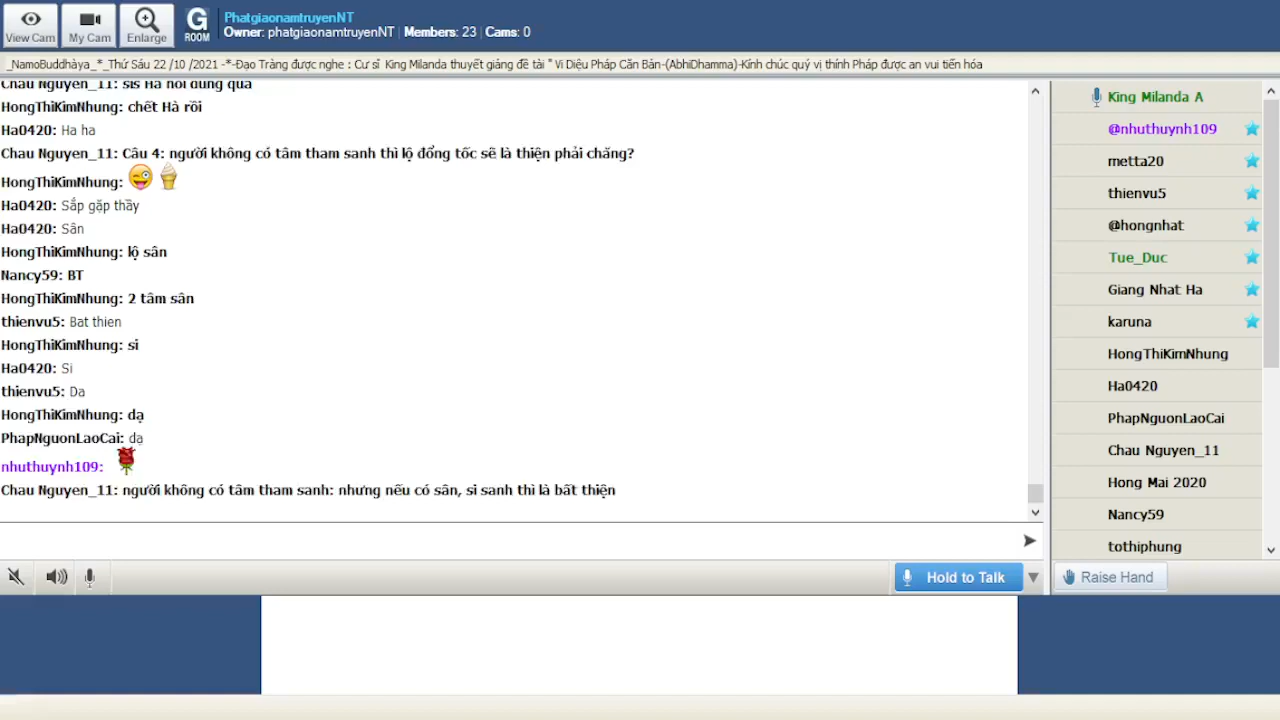 View Cam
My Cam
Enlarge
G
ROOM
PhatgiaonamtruyenNT
Owner: phatgiaonamtruyenNT | Members: 23 | Cams: 0
_NamoBuddhàya_*_Thứ Sáu 22 /10 /2021 -*-Đạo Tràng được nghe : Cư sĩ King Milanda thuyết giảng đề tài " Vi Diệu Pháp Căn Bản-(AbhiDhamma)-Kính chúc quý vị thính Pháp được an vui tiến hóa
Chau Nguyen_11: sis Hà nói đúng quá
HongThiKimNhung: chết Hà rồi
Ha0420: Ha ha
Chau Nguyen_11: Câu 4: người không có tâm tham sanh thì lộ đổng tốc sẽ là thiện phải chăng?
HongThiKimNhung:
Ha0420: Sắp gặp thầy
Ha0420: Sân
HongThiKimNhung: lộ sân
Nancy59: BT
HongThiKimNhung: 2 tâm sân
thienvu5: Bat thien
HongThiKimNhung: si
Ha0420: Si
thienvu5: Da
HongThiKimNhung: dạ
PhapNguonLaoCai: dạ
nhuthuynh109:
Chau Nguyen_11: người không có tâm tham sanh: nhưng nếu có sân, si sanh thì là bất thiện
Hold to Talk
King Milanda A
@nhuthuynh109
metta20
thienvu5
@hongnhat
Tue_Duc
Giang Nhat Ha
karuna
HongThiKimNhung
Ha0420
PhapNguonLaoCai
Chau Nguyen_11
Hong Mai 2020
Nancy59
tothiphung
Raise Hand